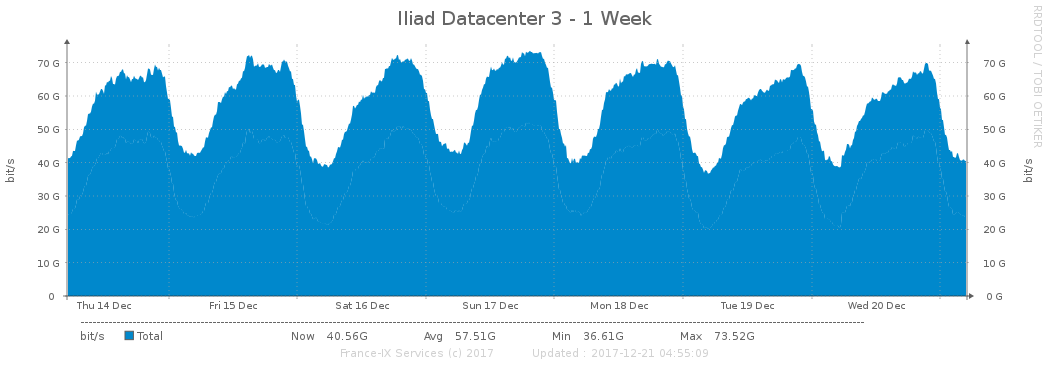 Iliad Datacenter 3 - 1 Week
RRDTOOL / TOBI OETIKER
bit/s
bit/s
70 G
60 G
50 G
40 G
30 G
20 G
10 G
0
70 G
60 G
50 G
40 G
30 G
20 G
10 G
0 G
Thu 14 Dec Fri 15 Dec Sat 16 Dec Sun 17 Dec Mon 18 Dec Tue 19 Dec Wed 20 Dec
bit/s Total Now 40.56G Avg 57.51G Min 36.61G Max 73.52G
France-IX Services (c) 2017 Updated : 2017-12-21 04:55:09